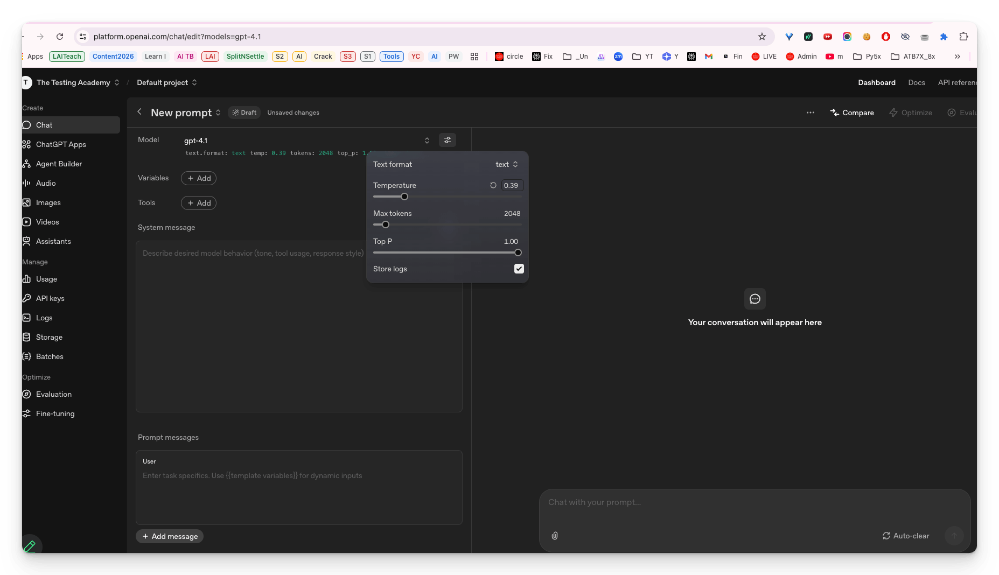 platform.openai.com/chat/edit?models=gpt-4.1
Apps LAITeach Content2026 Learn I AI TB LAI SplitNSettle S2 AI Crack S3 S1 Tools YC AI PW circle Fix _Un zm YT Y Fin LIVE Admin m Py5x ATB7X_8x
T The Testing Academy / Default project Dashboard Docs
Create
Chat
ChatGPT Apps
Agent Builder
Audio
Images
Videos
Assistants
Manage
Usage
API keys
Logs
Storage
Batches
Optimize
Evaluation
Fine-tuning
New prompt Draft Unsaved changes Compare Optimize
Model gpt-4.1
text.format: text temp: 0.39 tokens: 2048 top_p:
Variables + Add
Tools + Add
System message
Describe desired model behavior (tone, tool usage, response style)
Text format text
Temperature 0.39
Max tokens 2048
Top P 1.00
Store logs
Prompt messages
User
Enter task specifics. Use {{template variables}} for dynamic inputs
+ Add message
Your conversation will appear here
Chat with your prompt...
Auto-clear